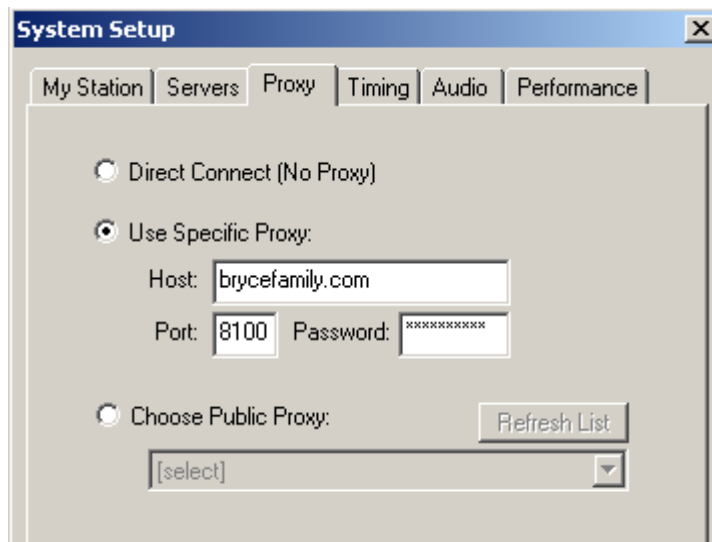 System Setup
My Station Servers Proxy Timing Audio Performance
Direct Connect (No Proxy)
Use Specific Proxy:
Host: brycefamily.com
Port: 8100 Password: **********
Choose Public Proxy: Refresh List
[select]